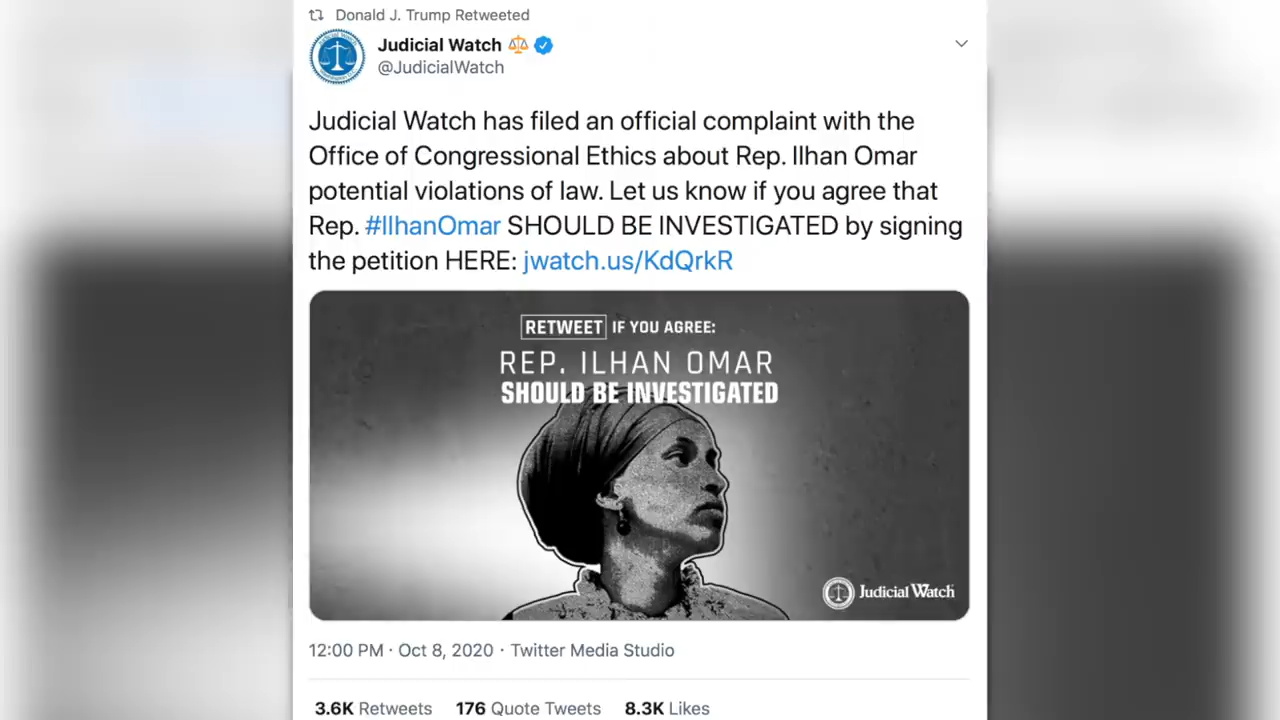 Donald J. Trump Retweeted
Judicial Watch
@JudicialWatch
Judicial Watch has filed an official complaint with the
Office of Congressional Ethics about Rep. Ilhan Omar
potential violations of law. Let us know if you agree that
Rep. #IlhanOmar SHOULD BE INVESTIGATED by signing
the petition HERE: jwatch.us/KdQrkR
RETWEET IF YOU AGREE:
REP. ILHAN OMAR
SHOULD BE INVESTIGATED
Judicial Watch
12:00 PM · Oct 8, 2020 · Twitter Media Studio
3.6K Retweets 176 Quote Tweets 8.3K Likes